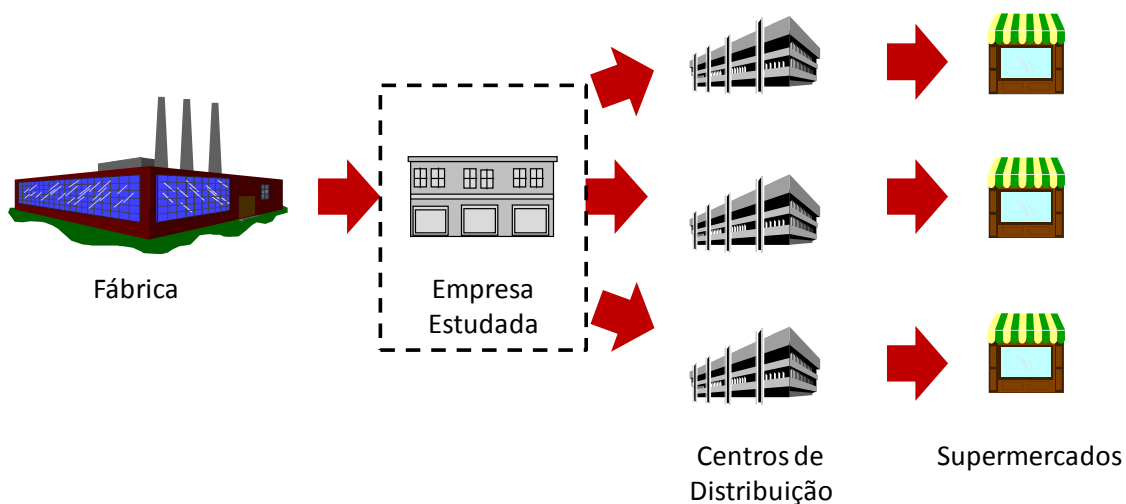 Fábrica
Empresa
Estudada
Centros de
Distribuição
Supermercados